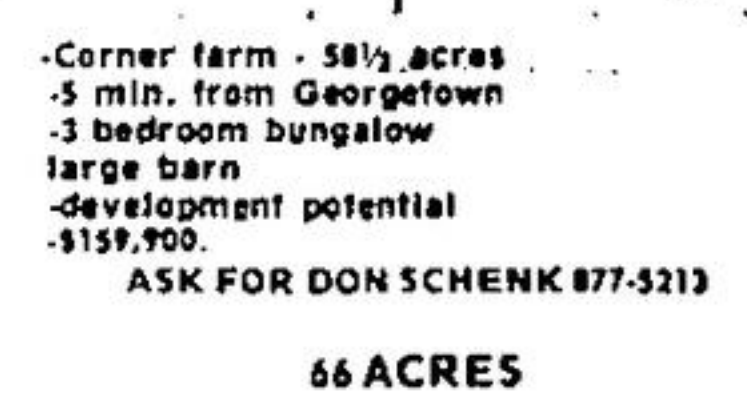 -Corner farm - 58½ acres
-5 min. from Georgetown
-3 bedroom bungalow
large barn
-development potential
-$159,900.
ASK FOR DON SCHENK 877-5213
66 ACRES